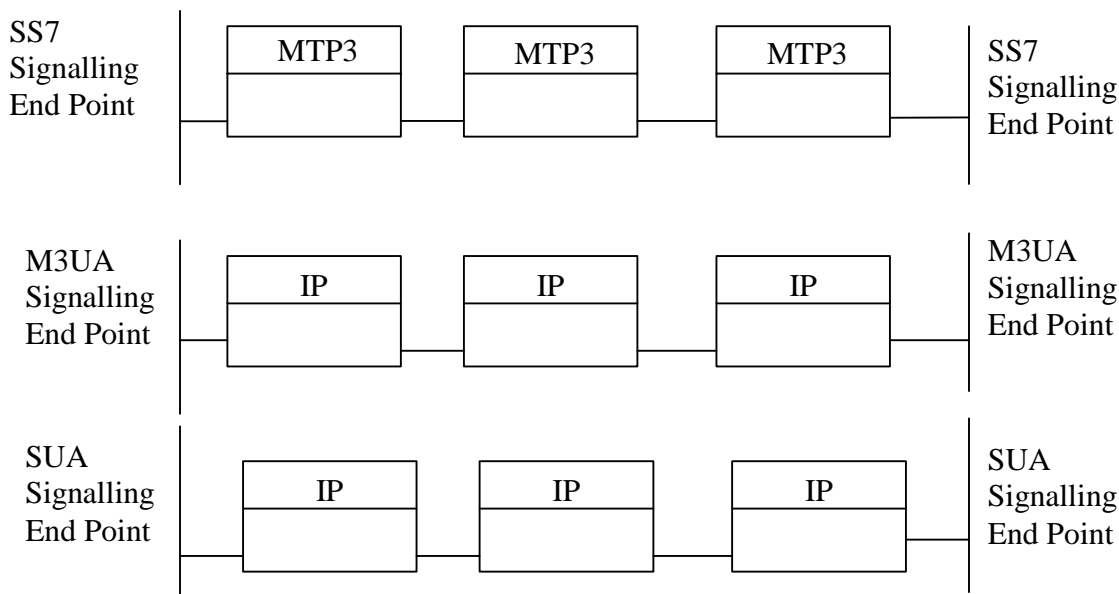 SS7
Signalling
End Point
MTP3
MTP3
MTP3
SS7
Signalling
End Point
M3UA
Signalling
End Point
IP
IP
IP
M3UA
Signalling
End Point
SUA
Signalling
End Point
IP
IP
IP
SUA
Signalling
End Point